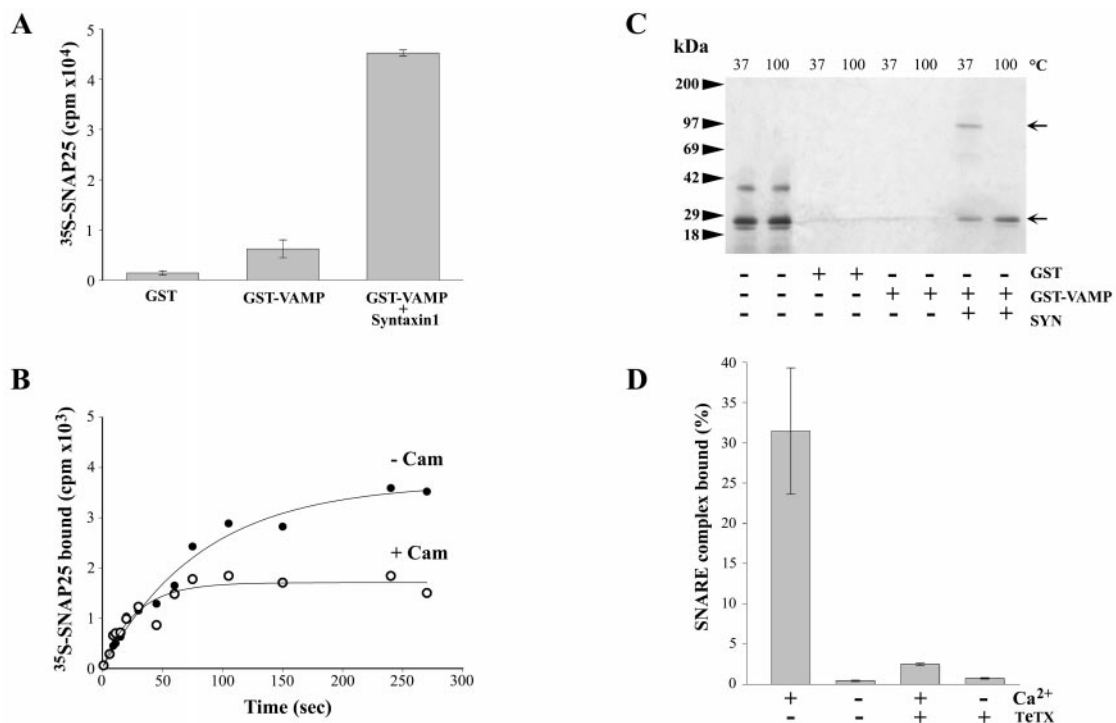 A
³⁵S-SNAP25 (cpm x10⁴)
5
4
3
2
1
0
GST
GST-VAMP
GST-VAMP
+
Syntaxin1
B
³⁵S-SNAP25 bound (cpm x10³)
5
4
3
2
1
0
- Cam
+ Cam
0 50 100 150 200 250 300
Time (sec)
C
kDa
37 100 37 100 37 100 37 100 °C
200
97
69
42
29
18
- - + + - - - - GST
- - - - + + + + GST-VAMP
- - - - - - + + SYN
D
SNARE complex bound (%)
40
35
30
25
20
15
10
5
0
+ - + - Ca²⁺
- - + + TeTX